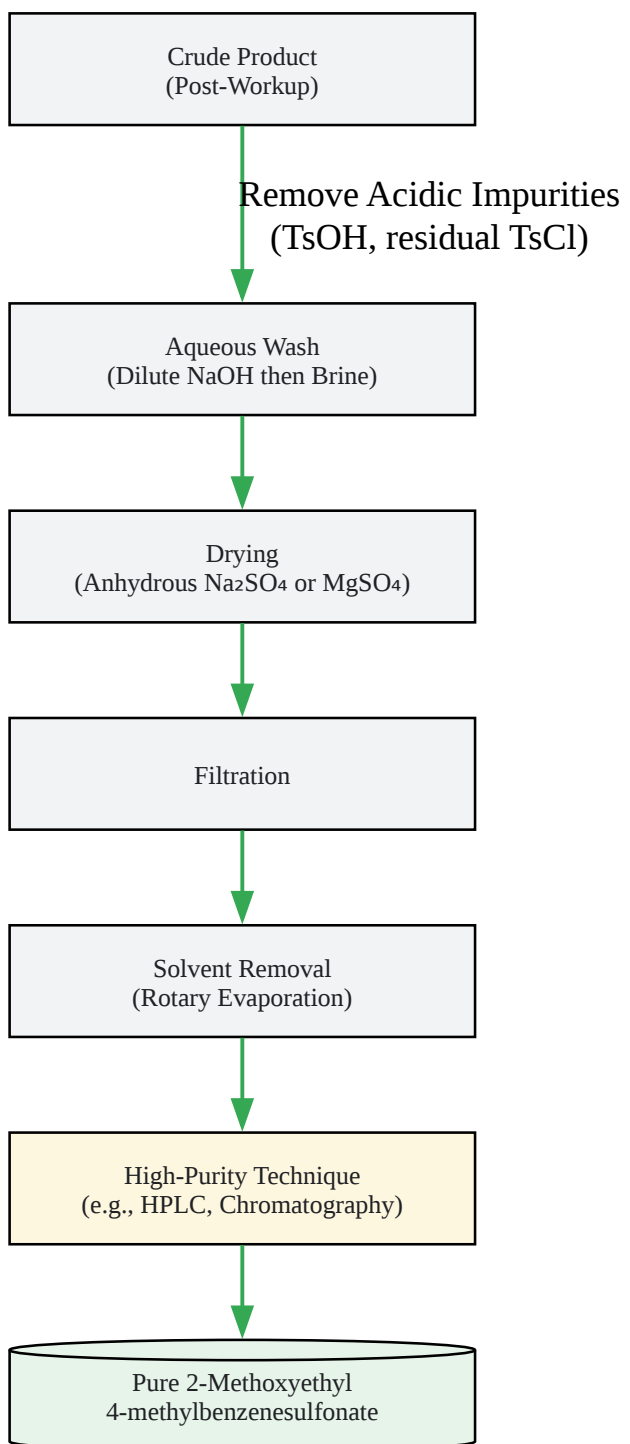 Crude Product
(Post-Workup)
Remove Acidic Impurities
(TsOH, residual TsCl)
Aqueous Wash
(Dilute NaOH then Brine)
Drying
(Anhydrous Na₂SO₄ or MgSO₄)
Filtration
Solvent Removal
(Rotary Evaporation)
High-Purity Technique
(e.g., HPLC, Chromatography)
Pure 2-Methoxyethyl
4-methylbenzenesulfonate